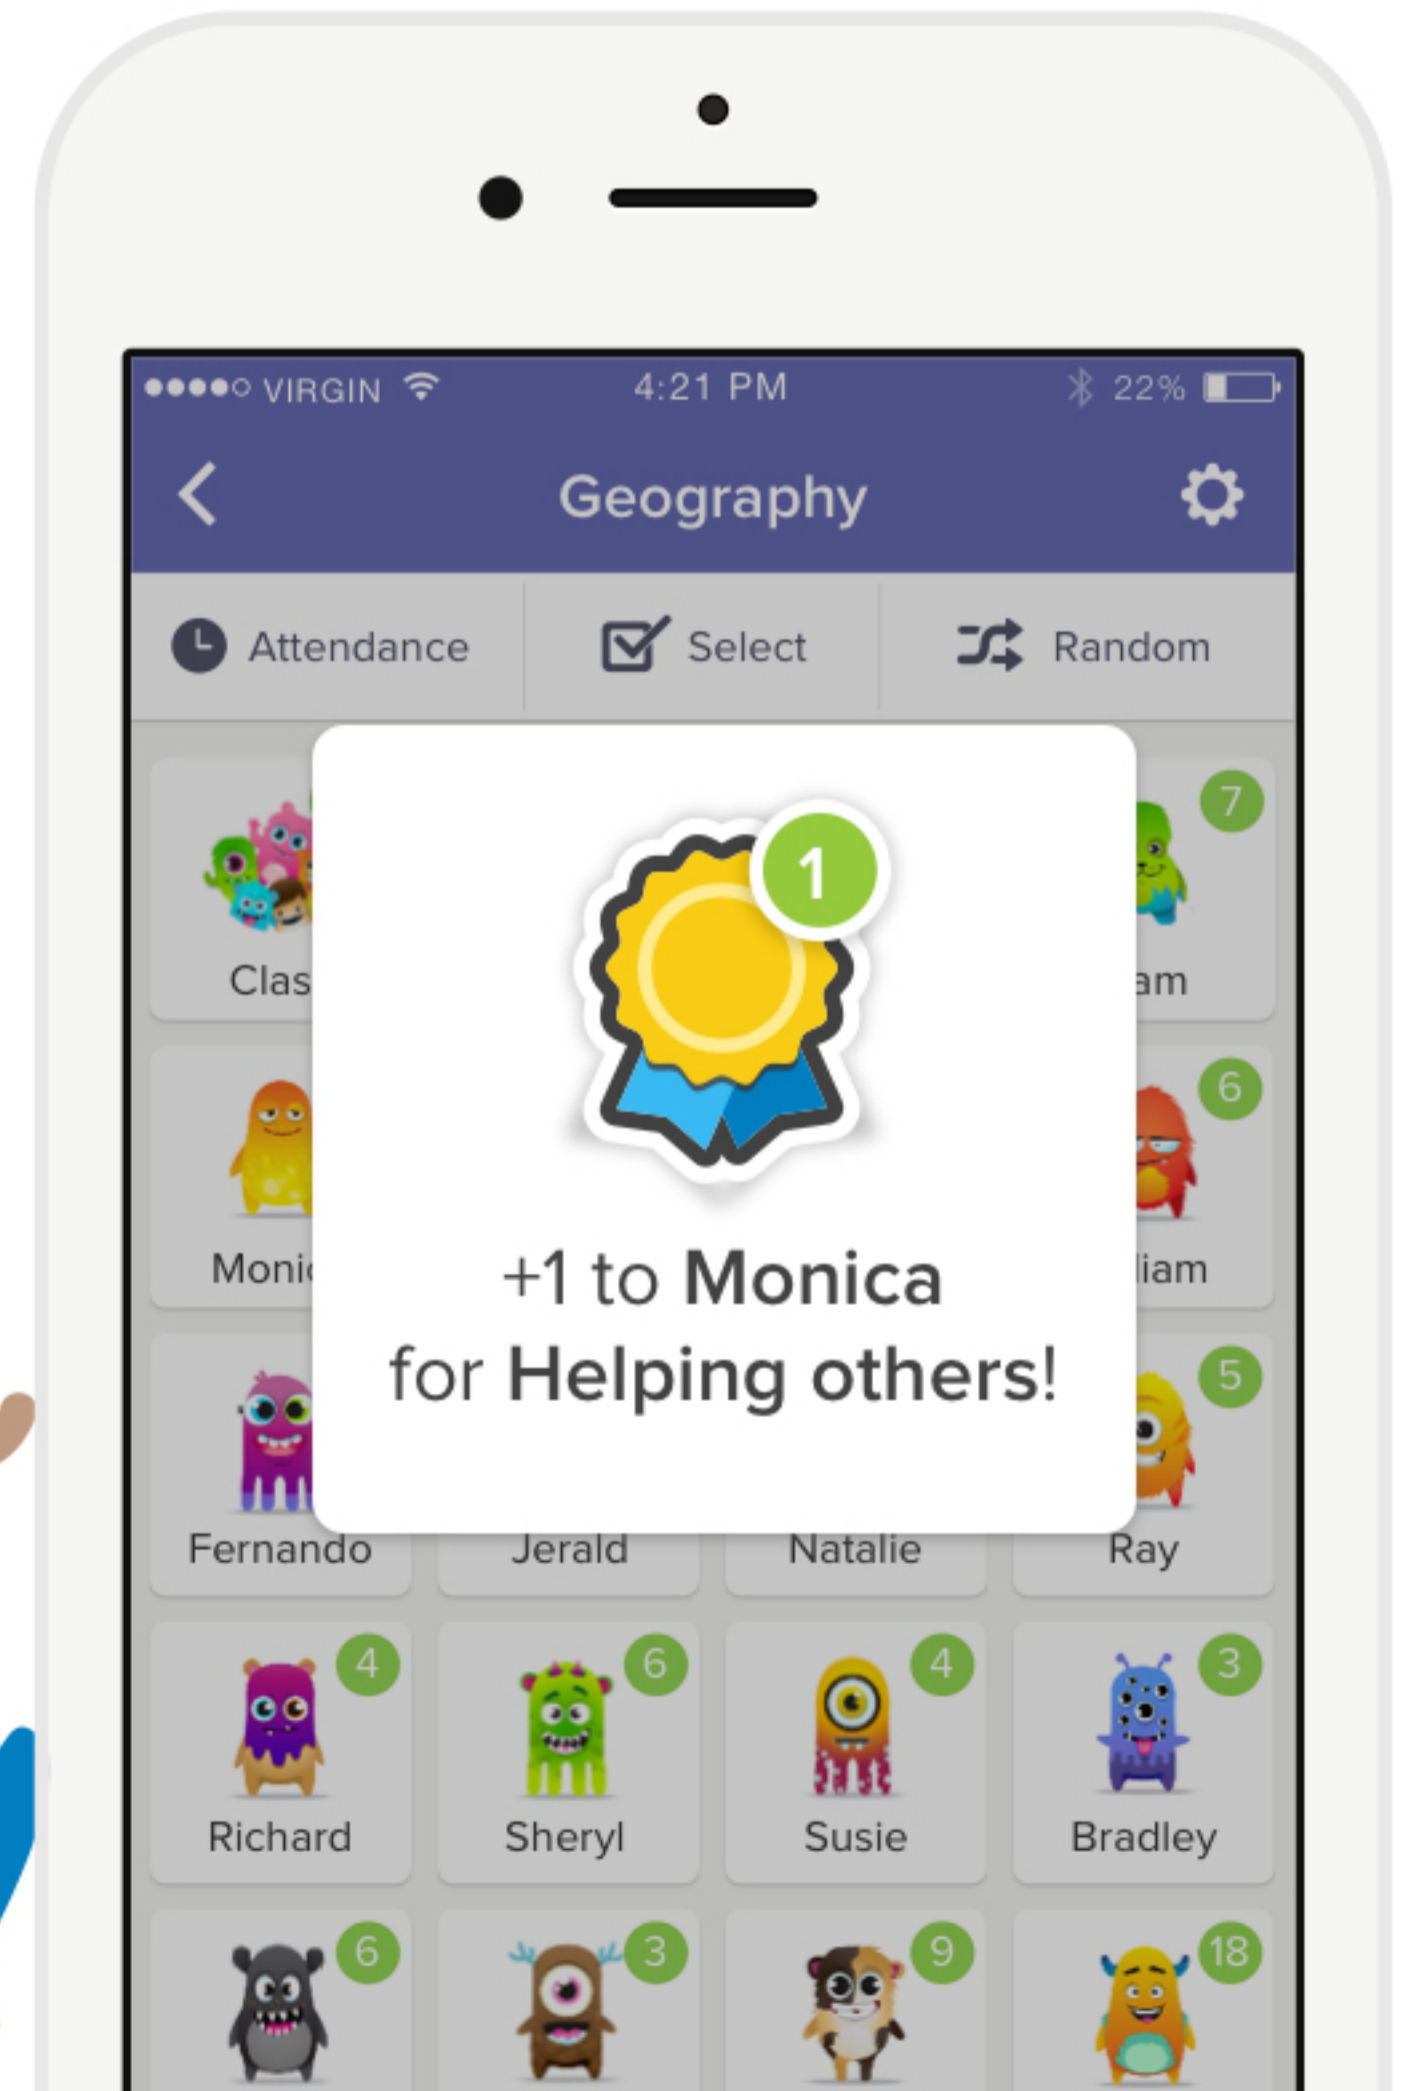 VIRGIN 4:21 PM 22%
Geography
Attendance Select Random
7
1
Clas am
6
Moni iam
+1 to Monica
for Helping others!
5
Fernando Jerald Natalie Ray
4 6 4 3
Richard Sheryl Susie Bradley
6 3 9 18